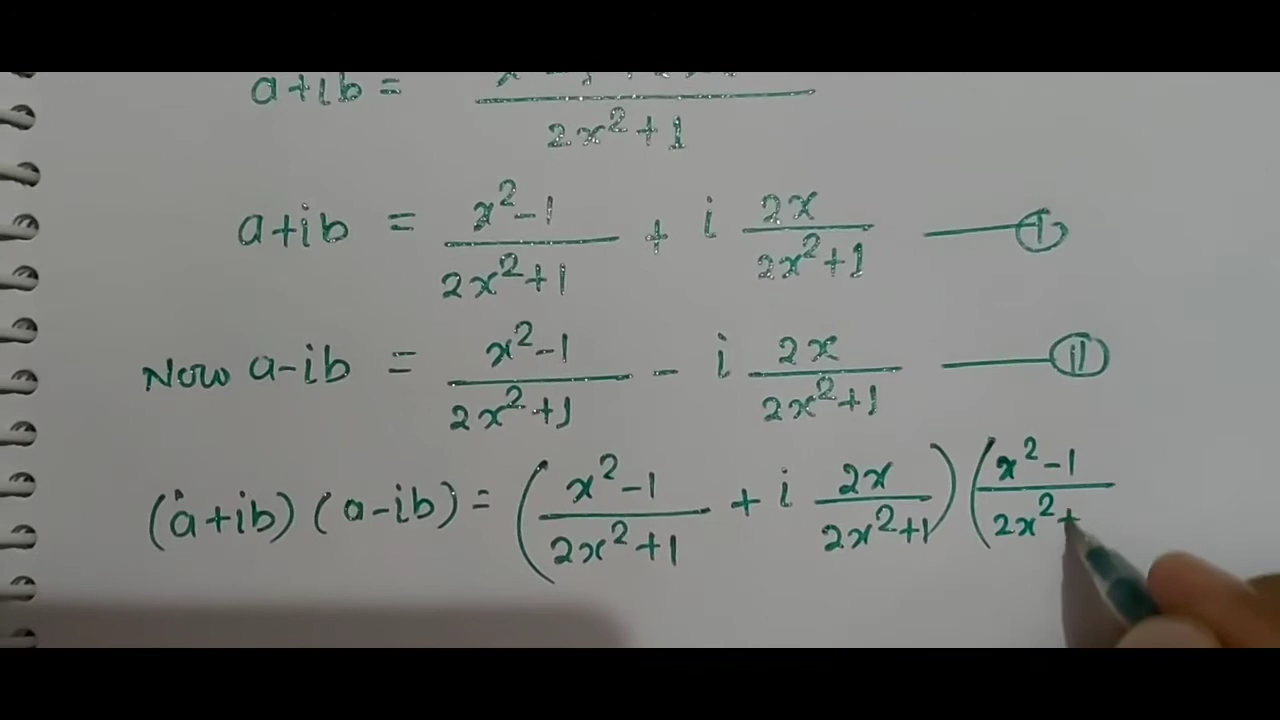 a+ib = / 2x²+1
a+ib = x²-1 / 2x²+1 + i 2x / 2x²+1 — I
Now a-ib = x²-1 / 2x²+1 - i 2x / 2x²+1 — II
(a+ib) (a-ib) = (x²-1 / 2x²+1 + i 2x / 2x²+1) (x²-1 / 2x²+